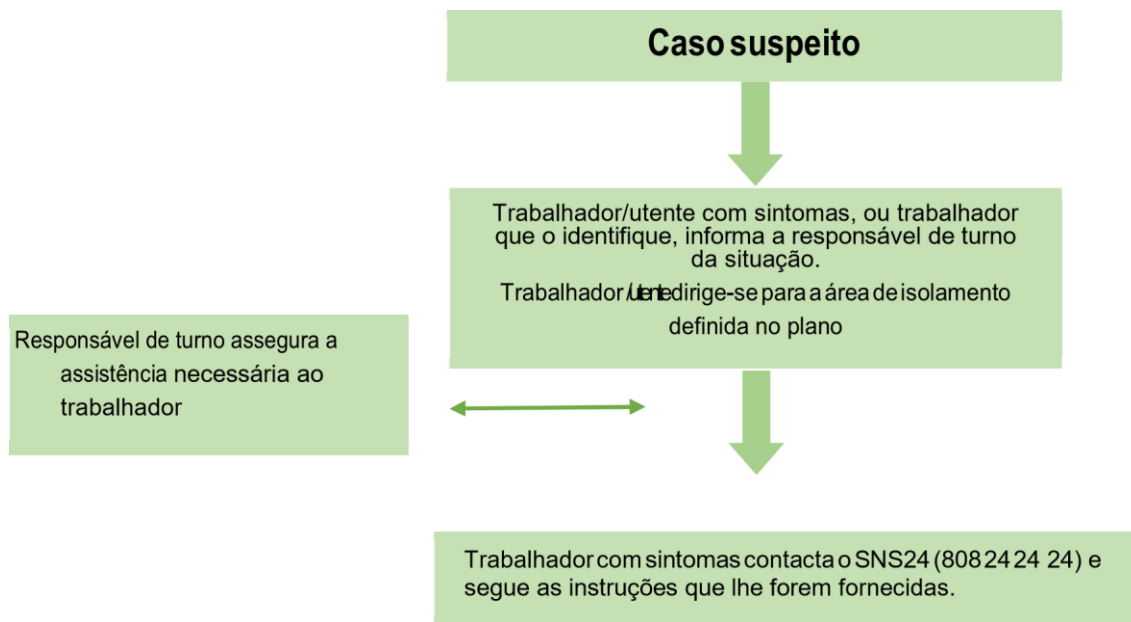 Caso suspeito
Trabalhador/utente com sintomas, ou trabalhador
que o identifique, informa a responsável de turno
da situação.
Trabalhador/utente dirige-se para a área de isolamento
definida no plano
Responsável de turno assegura a
assistência necessária ao
trabalhador
Trabalhador com sintomas contacta o SNS24 (808 24 24 24) e
segue as instruções que lhe forem fornecidas.